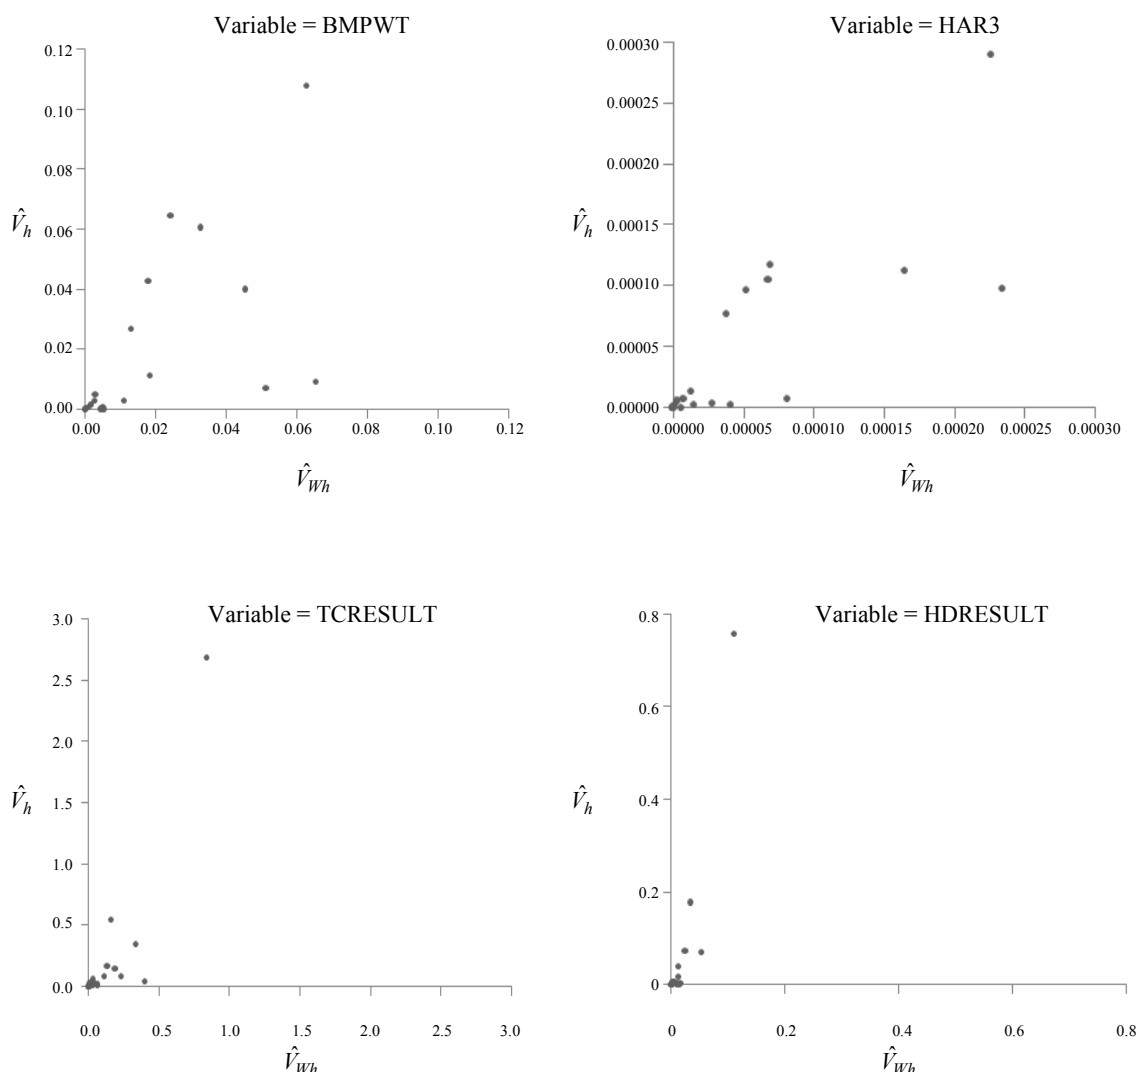 Variable = BMPWT
0.12
0.10
0.08
V̂h
0.06
0.04
0.02
0.00
0.00 0.02 0.04 0.06 0.08 0.10 0.12
V̂Wh
Variable = HAR3
0.00030
0.00025
0.00020
V̂h
0.00015
0.00010
0.00005
0.00000
0.00000 0.00005 0.00010 0.00015 0.00020 0.00025 0.00030
V̂Wh
Variable = TCRESULT
3.0
2.5
2.0
V̂h
1.5
1.0
0.5
0.0
0.0 0.5 1.0 1.5 2.0 2.5 3.0
V̂Wh
Variable = HDRESULT
0.8
0.6
V̂h
0.4
0.2
0
0 0.2 0.4 0.6 0.8
V̂Wh